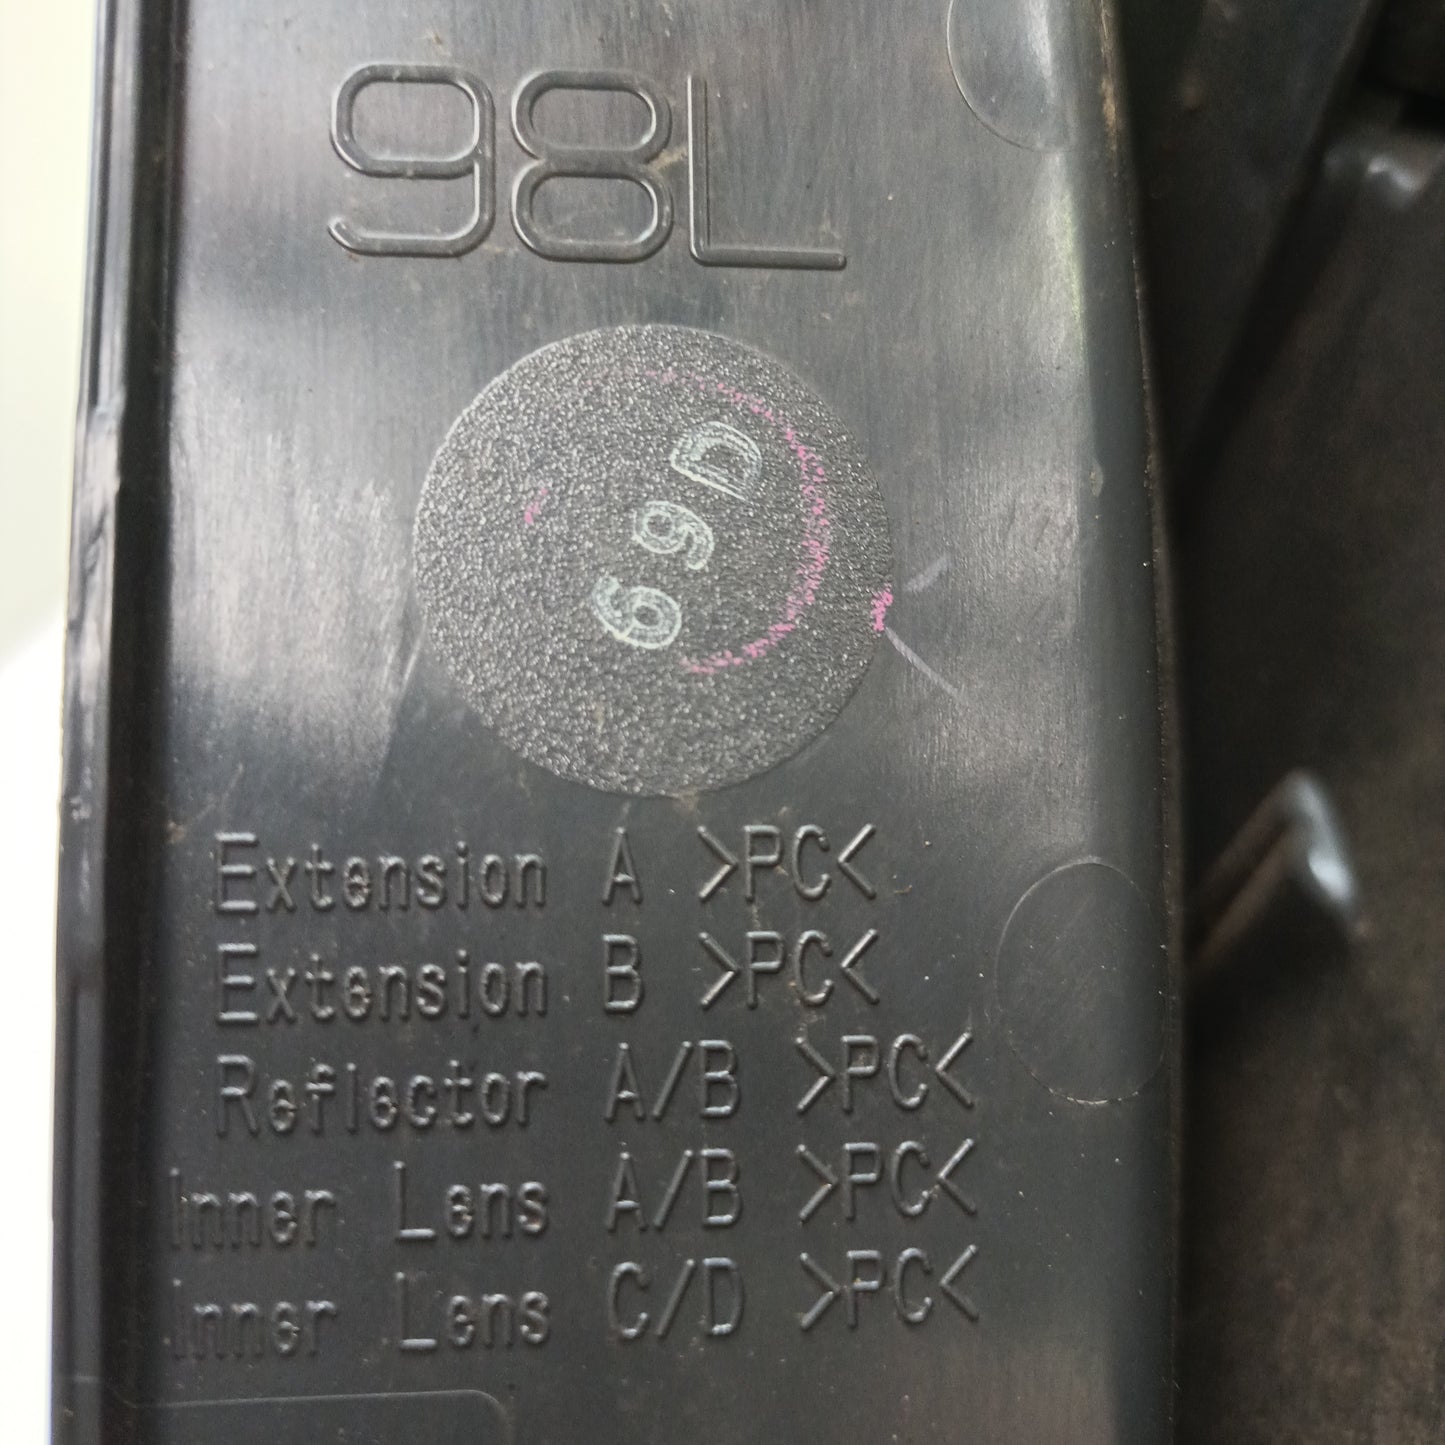 98L
69D
Extension A >PC<
Extension B >PC<
Reflector A/B >PC<
Inner Lens A/B >PC<
Inner Lens C/D >PC<